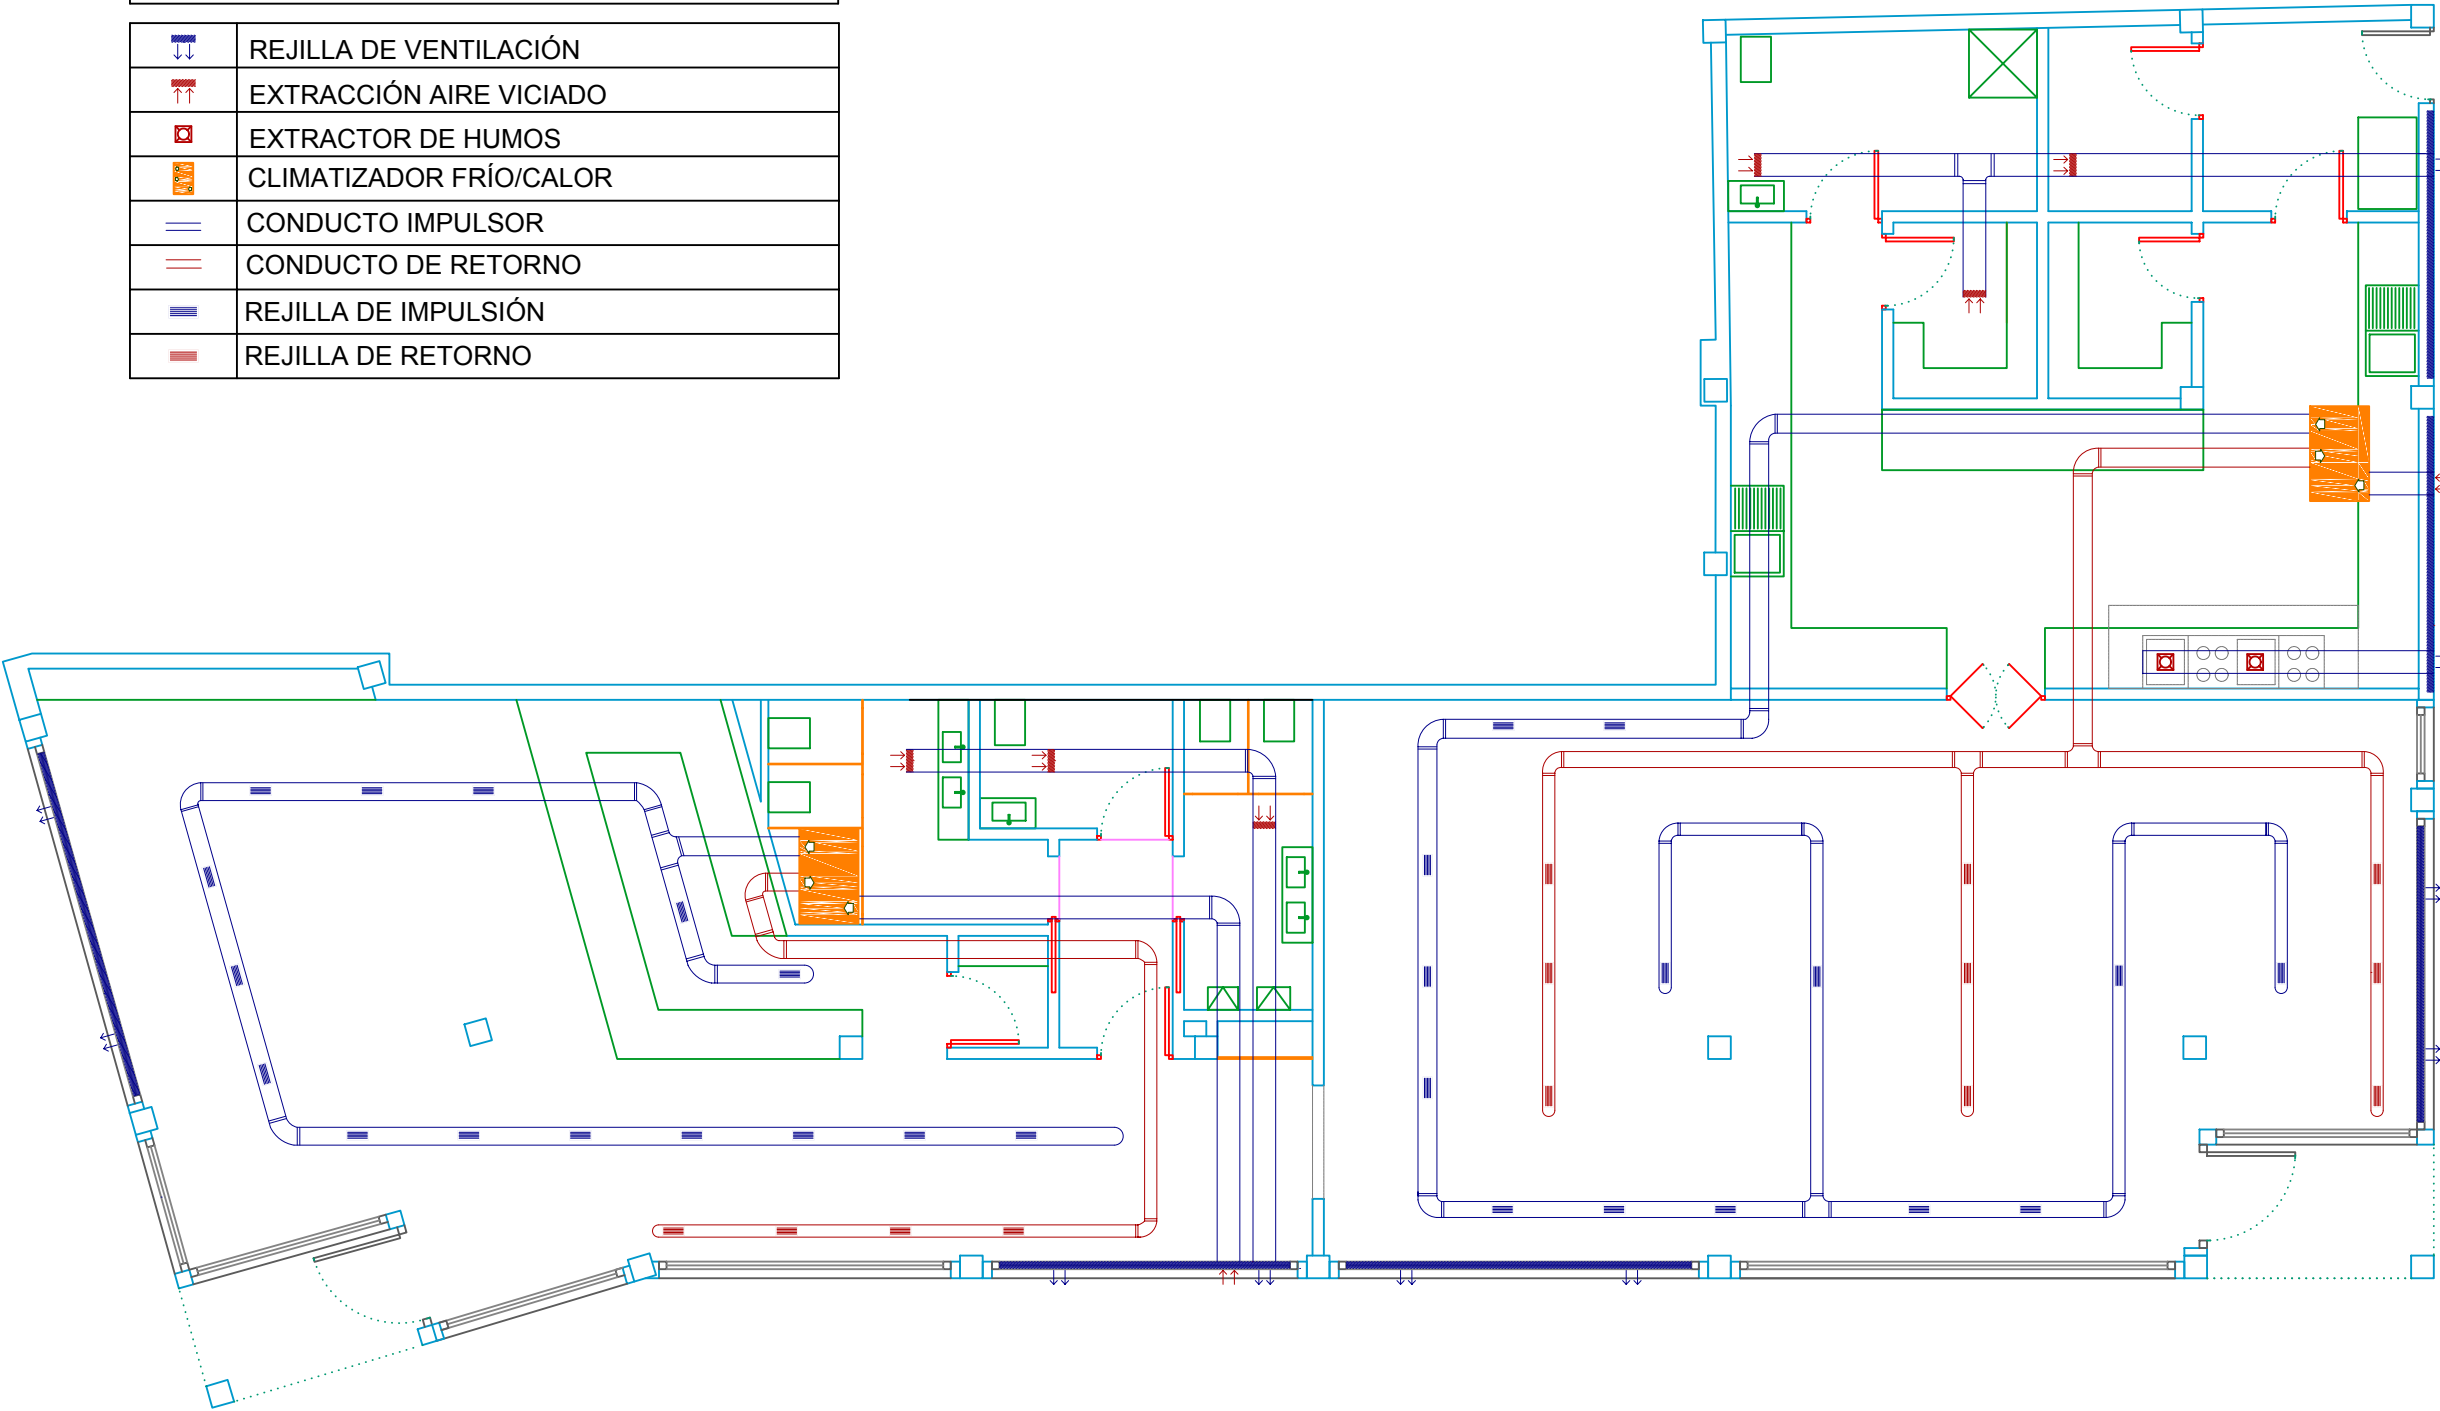 REJILLA DE VENTILACIÓN
EXTRACCIÓN AIRE VICIADO
EXTRACTOR DE HUMOS
CLIMATIZADOR FRÍO/CALOR
CONDUCTO IMPULSOR
CONDUCTO DE RETORNO
REJILLA DE IMPULSIÓN
REJILLA DE RETORNO